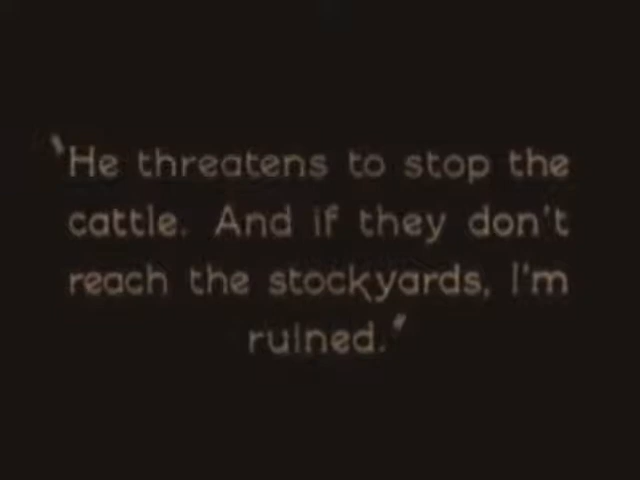 "He threatens to stop the
cattle. And if they don't
reach the stockyards, I'm
ruined."